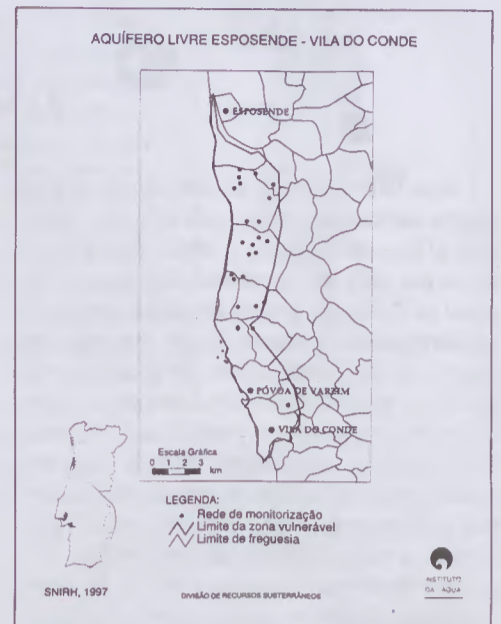 AQUÍFERO LIVRE ESPOSENDE - VILA DO CONDE
ESPOSENDE
PÓVOA DE VARZIM
VILA DO CONDE
Escala Gráfica
0 1 2 3
km
LEGENDA:
Rede de monitorização
Limite da zona vulnerável
Limite de freguesia
SNIRH, 1997
DIVISÃO DE RECURSOS SUBTERRÂNEOS
INSTITUTO
DA ÁGUA